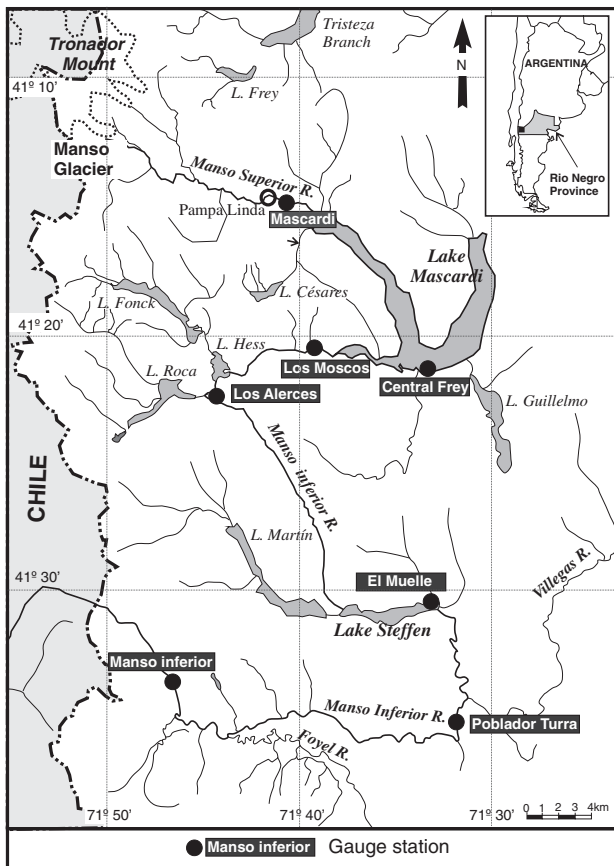 Tristeza
Branch
Tronador
Mount
N
ARGENTINA
41º 10'
L. Frey
Manso
Glacier
Rio Negro
Province
Manso Superior R.
Pampa Linda
Mascardi
Lake
Mascardi
L. Fonck
L. Césares
41º 20'
L. Hess
Los Moscos
L. Roca
Central Frey
Los Alerces
L. Guillelmo
Manso inferior R.
CHILE
L. Martín
41º 30'
El Muelle
Villegas R.
Lake Steffen
Manso inferior
Manso Inferior R.
Poblador Turra
Foyel R.
0 1 2 3 4km
71º 50'
71º 40'
71º 30'
Manso inferior Gauge station